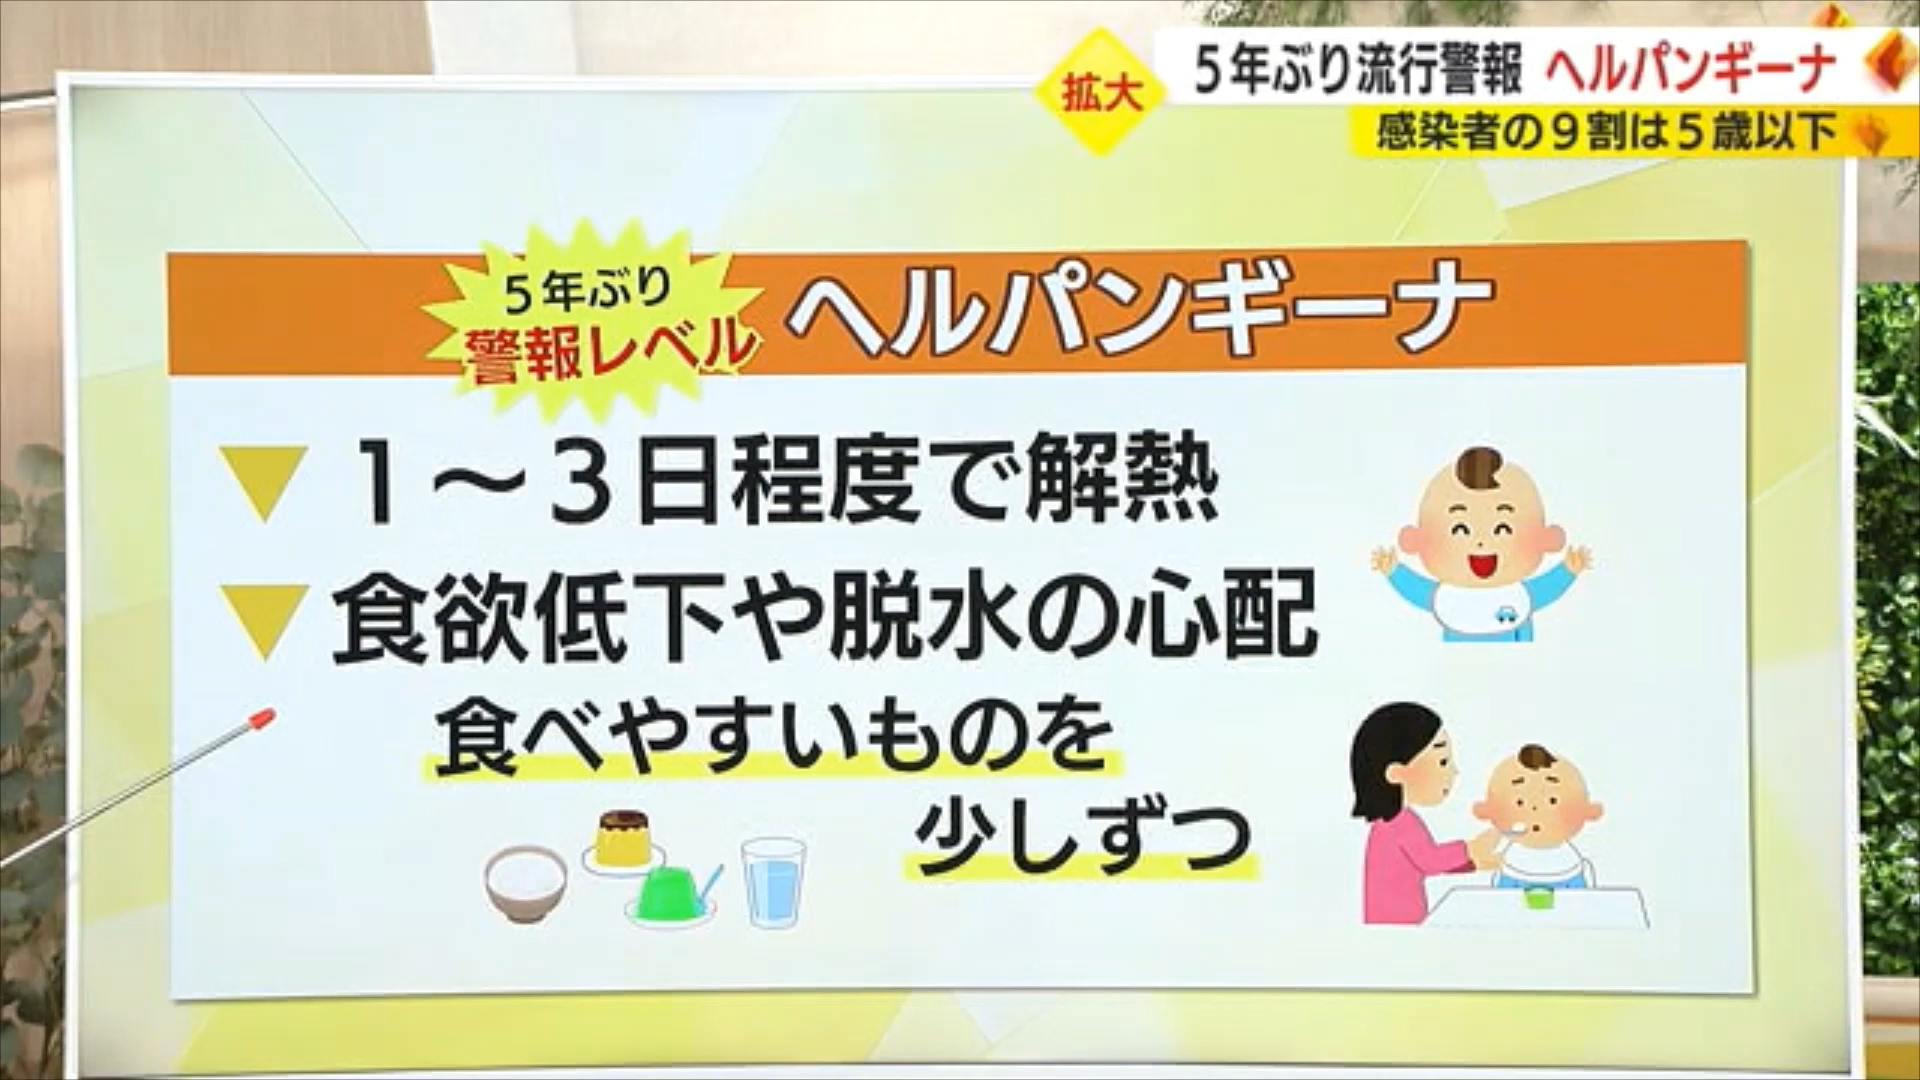 拡大
5年ぶり流行警報 ヘルパンギーナ
感染者の9割は5歳以下
5年ぶり
警報レベル
ヘルパンギーナ
▼1～3日程度で解熱
▼食欲低下や脱水の心配
食べやすいものを
少しずつ